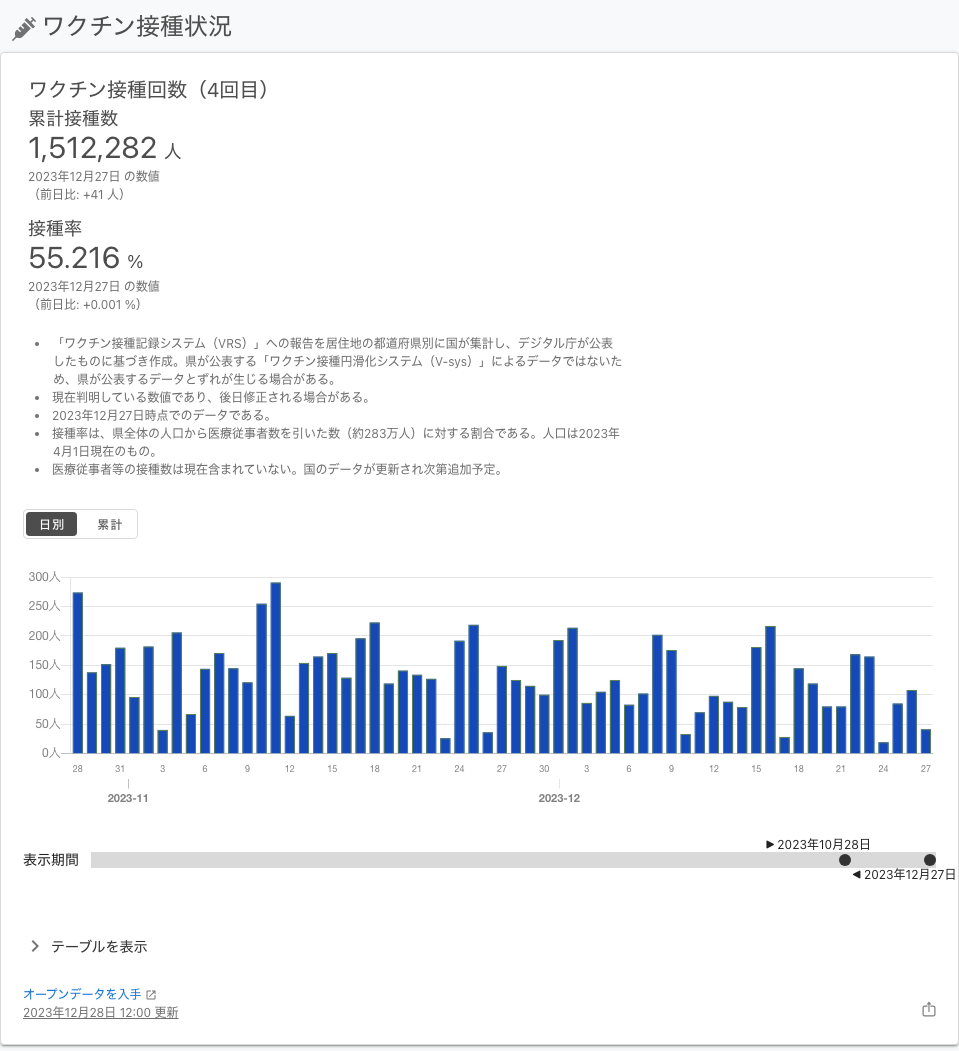 ワクチン接種状況
ワクチン接種回数（4回目）
累計接種数
1,512,282 人
2023年12月27日 の数値
（前日比: +41 人）
接種率
55.216 %
2023年12月27日 の数値
（前日比: +0.001 %）
• 「ワクチン接種記録システム（VRS）」への報告を居住地の都道府県別に国が集計し、デジタル庁が公表
したものに基づき作成。県が公表する「ワクチン接種円滑化システム（V-sys）」によるデータではないた
め、県が公表するデータとずれが生じる場合がある。
• 現在判明している数値であり、後日修正される場合がある。
• 2023年12月27日時点でのデータである。
• 接種率は、県全体の人口から医療従事者数を引いた数（約283万人）に対する割合である。人口は2023年
4月1日現在のもの。
• 医療従事者等の接種数は現在含まれていない。国のデータが更新され次第追加予定。
日別 累計
300人
250人
200人
150人
100人
50人
0人
28 31 3 6 9 12 15 18 21 24 27 30 3 6 9 12 15 18 21 24 27
2023-11 2023-12
▶ 2023年10月28日
表示期間
◀ 2023年12月27日
テーブルを表示
オープンデータを入手
2023年12月28日 12:00 更新